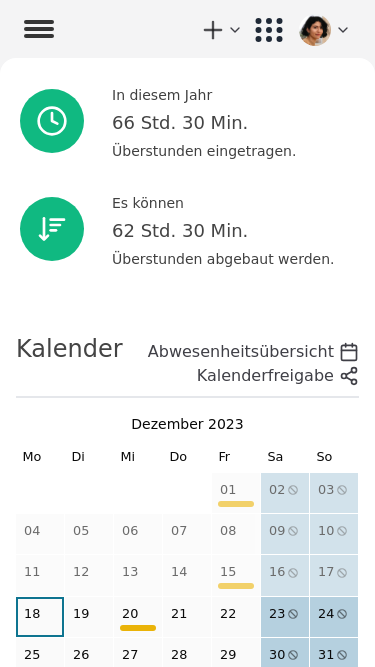 In diesem Jahr
66 Std. 30 Min.
Überstunden eingetragen.
Es können
62 Std. 30 Min.
Überstunden abgebaut werden.
Kalender
Abwesenheitsübersicht
Kalenderfreigabe
Dezember 2023
Mo Di Mi Do Fr Sa So
01 02 03
04 05 06 07 08 09 10
11 12 13 14 15 16 17
18 19 20 21 22 23 24
25 26 27 28 29 30 31